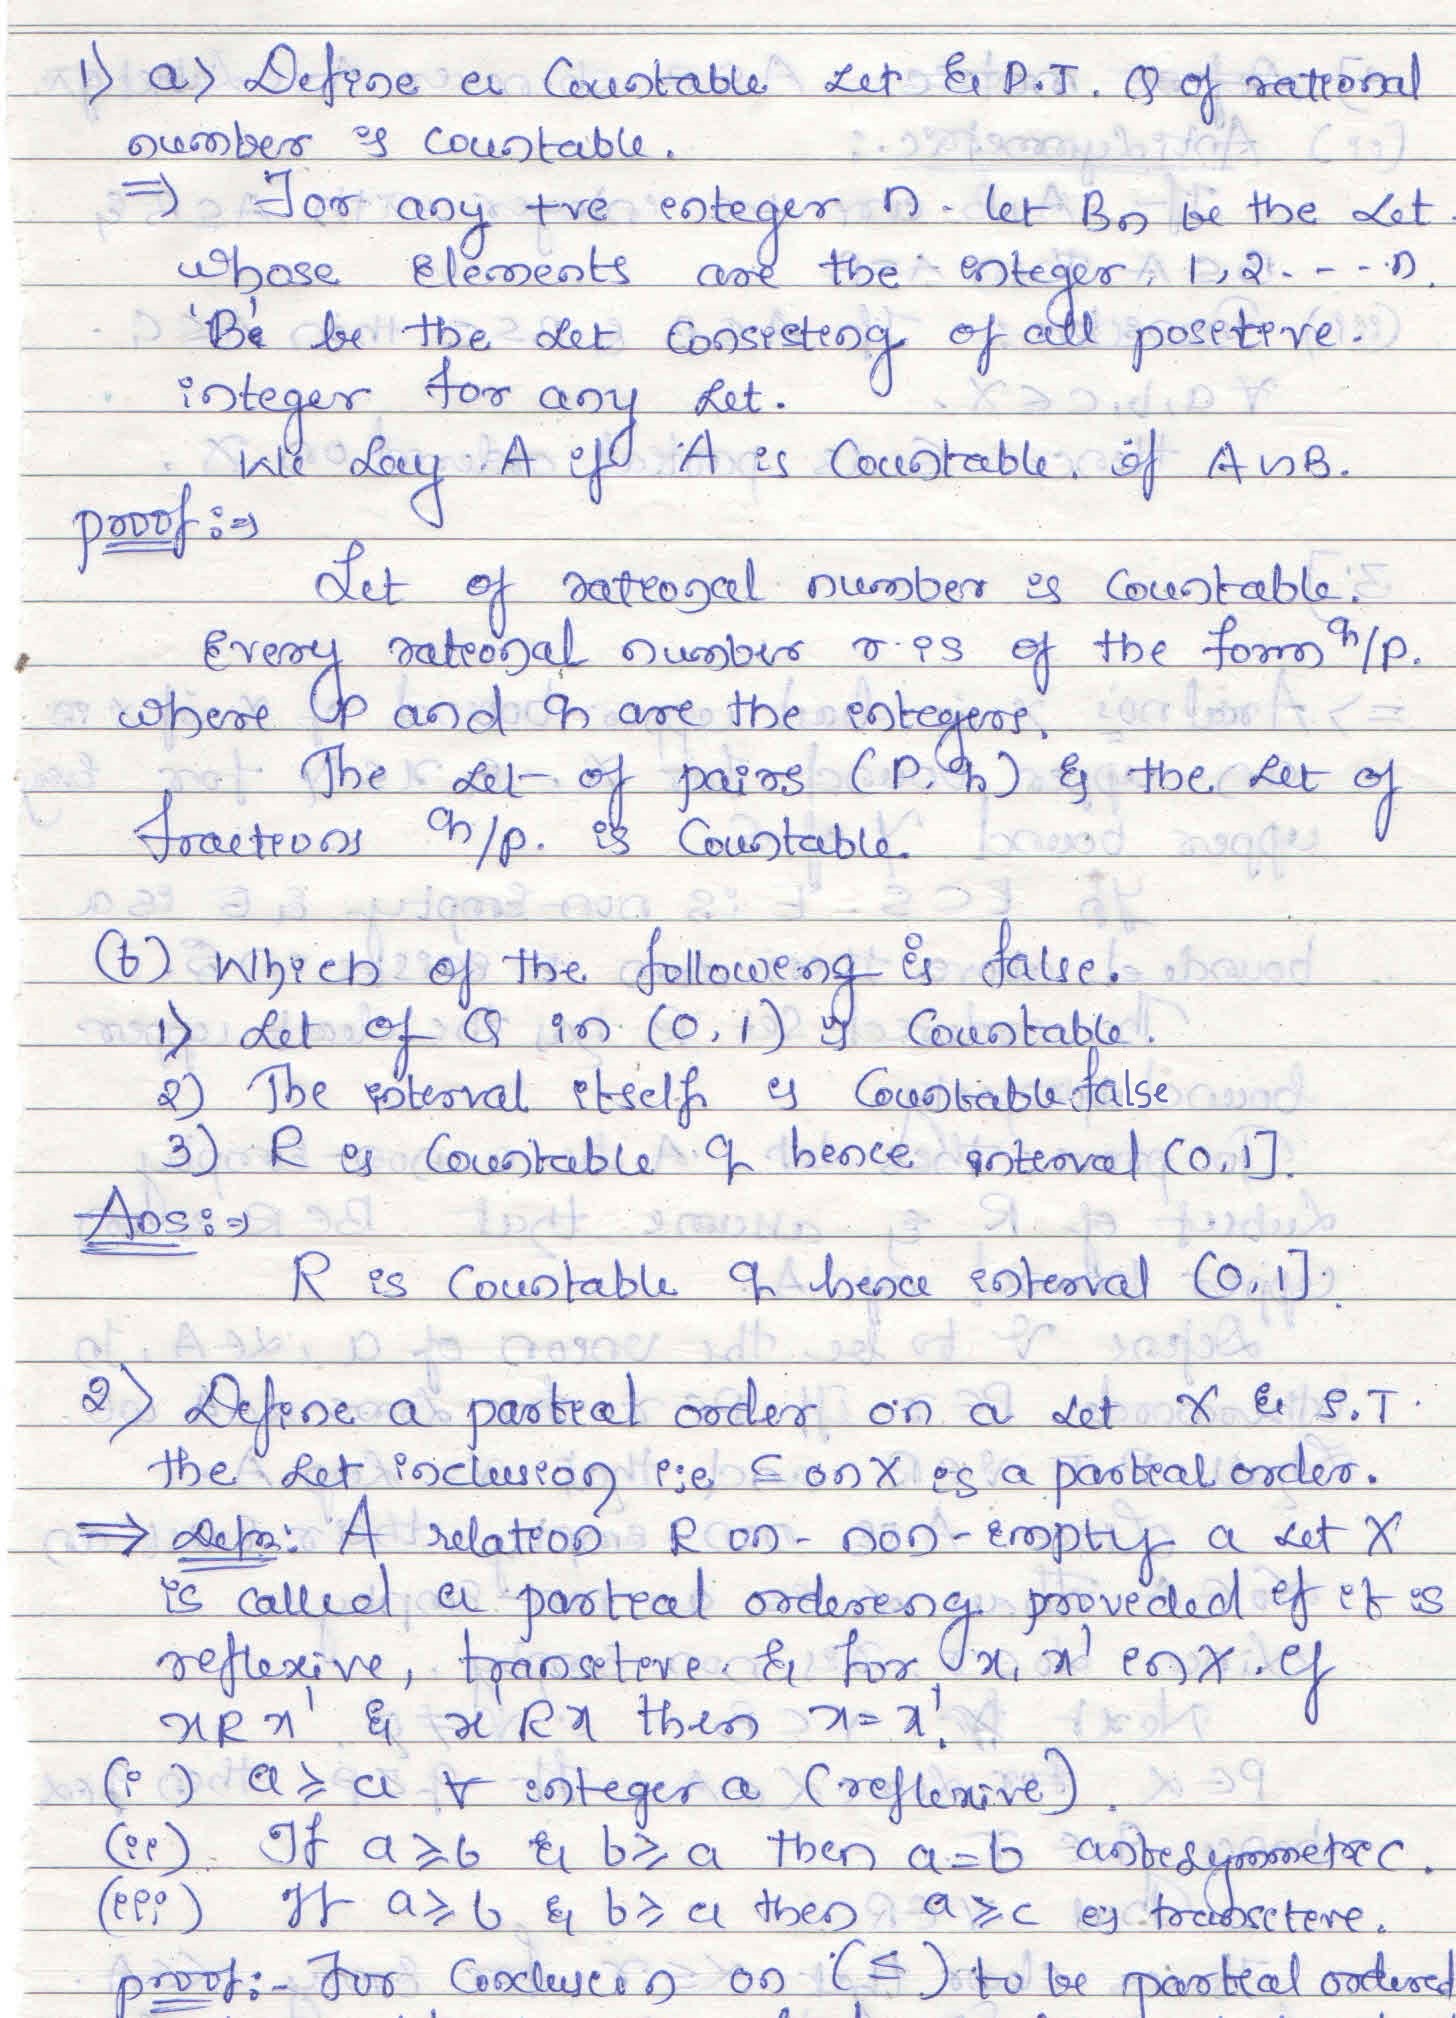 1) a) Define a Countable Set & P.T. Q of rational
number is countable.
⇒ For any +ve integer n. let Bn be the set
whose Elements are the integer, 1, 2 - - - n.
'B' be the set Consisting of all positive.
integer for any set.
We say A if A is Countable. if A ∽ B.
proof :⇒
Set of rational number is Countable.
Every rational number r is of the form q/p.
where p and q are the integers.
The set of pairs (P, q) & the set of
fractions q/p. is Countable.
(b) Which of the following is false.
1) Set of Q in (0, 1) is Countable.
2) The interval itself is Countable false
3) R is Countable & hence interval (0, 1].
Ans :⇒
R is Countable & hence interval (0, 1].
2) Define a partial order on a set X & S.T.
the set inclusion i;e ⊆ on X is a partial order.
⇒ Defn: A relation R on - non-empty a set X
is called a partial ordering provided if it is
reflexive, transitive & for x, x' in X. if
xRx' & x'Rx then x = x'.
(i) a ⩾ a ∀ integer a (reflexive).
(ii) If a ⩾ b & b ⩾ a then a = b antisymmetric.
(iii) If a ⩾ b & b ⩾ a then a ⩾ c is transitive.
proof:- For on (⊆) to be partial ordered